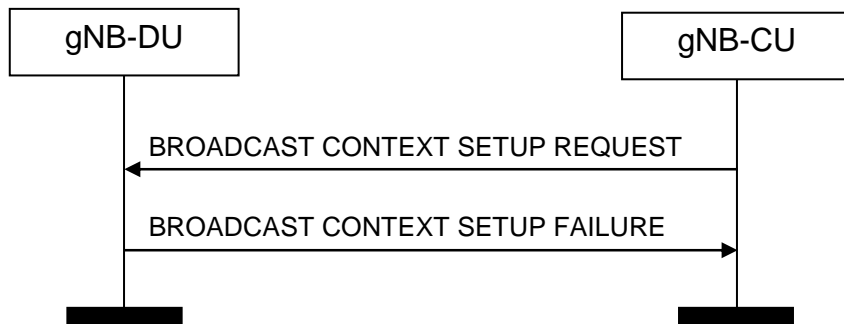 gNB-DU
gNB-CU
BROADCAST CONTEXT SETUP REQUEST
BROADCAST CONTEXT SETUP FAILURE